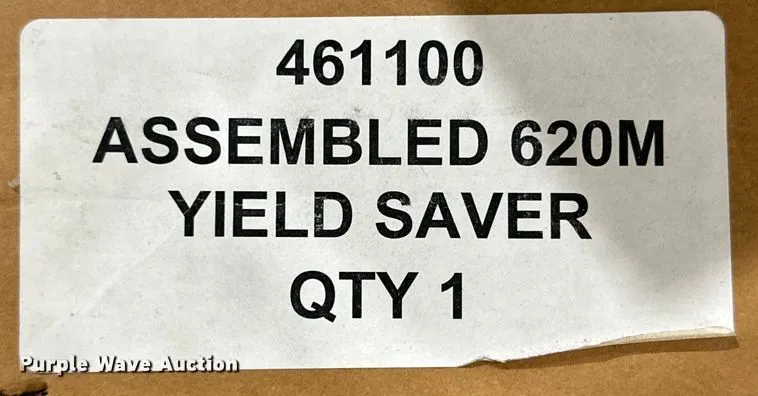 461100
ASSEMBLED 620M
YIELD SAVER
QTY 1
Purple Wave Auction